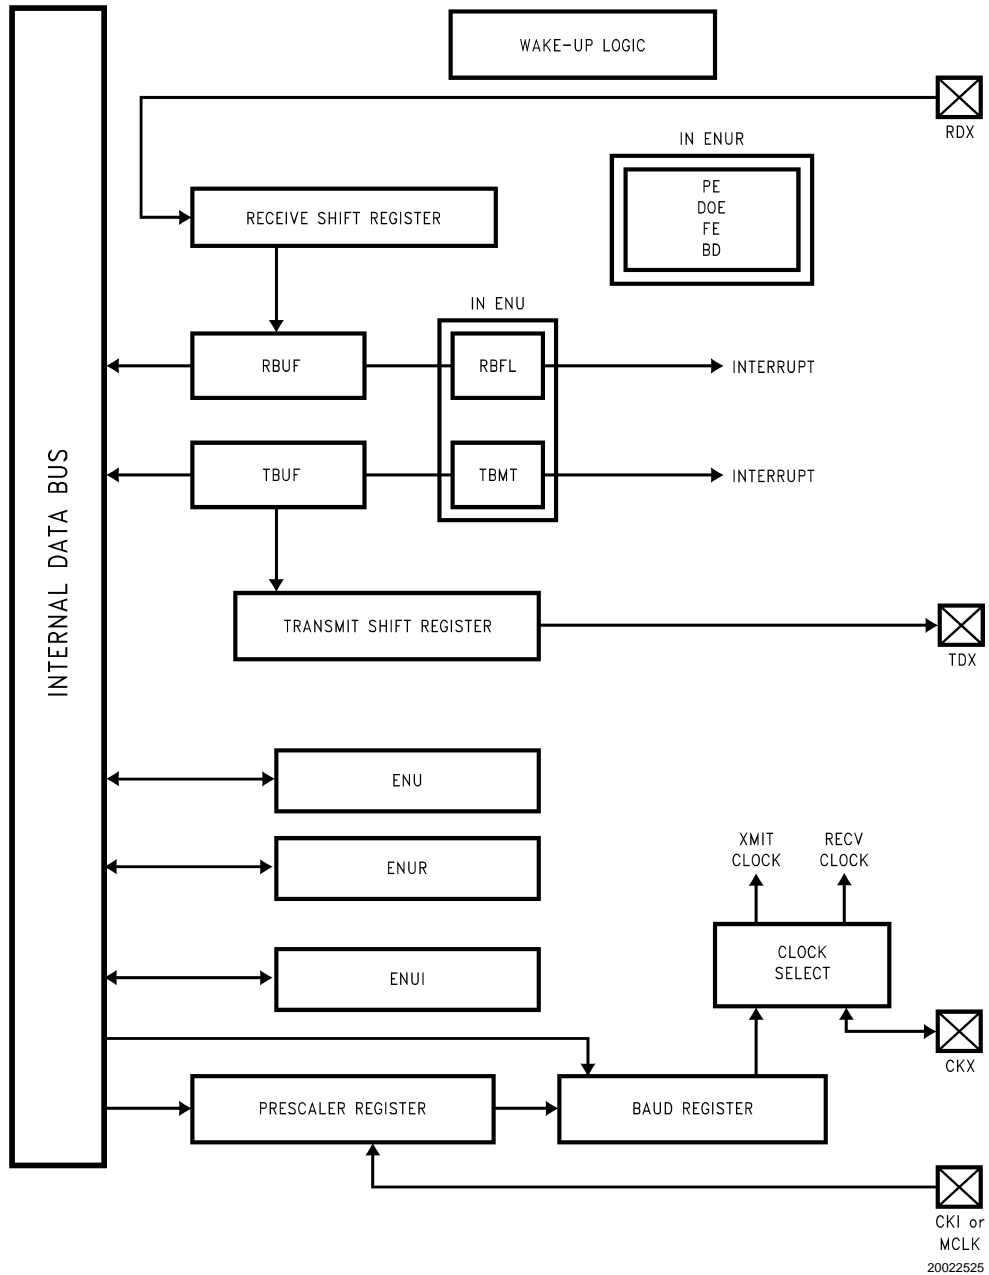 WAKE-UP LOGIC
RDX
IN ENUR
PE
DOE
FE
BD
RECEIVE SHIFT REGISTER
IN ENU
RBUF
RBFL
INTERRUPT
TBUF
TBMT
INTERRUPT
INTERNAL DATA BUS
TRANSMIT SHIFT REGISTER
TDX
ENU
ENUR
XMIT
CLOCK
RECV
CLOCK
CLOCK
SELECT
ENUI
CKX
PRESCALER REGISTER
BAUD REGISTER
CKI or
MCLK
20022525